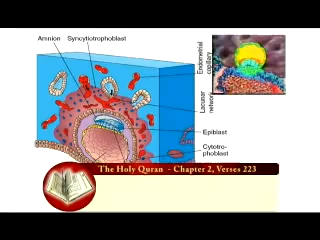 Amnion Syncytiotrophoblast
Endometrial
capillary
Lacunar
network
Epiblast
Cytotro-
phoblast
The Holy Quran - Chapter 2, Verses 223